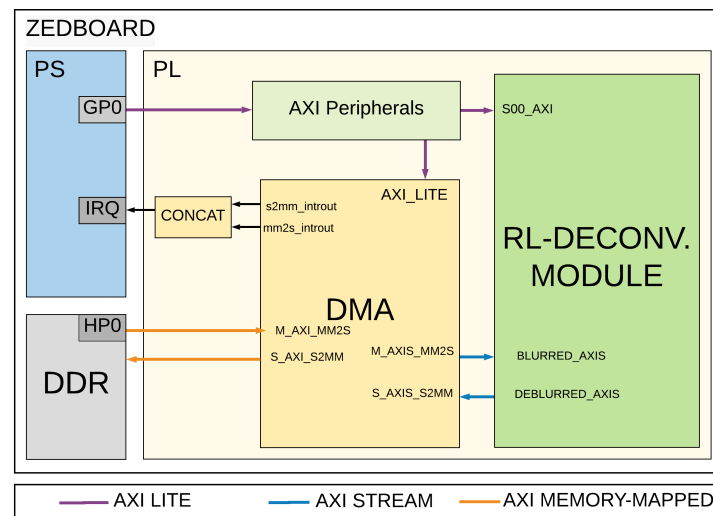 ZEDBOARD
PS
PL
GP0
AXI Peripherals
S00_AXI
IRQ
CONCAT
s2mm_introut
mm2s_introut
AXI_LITE
RL-DECONV.
MODULE
DMA
HP0
M_AXI_MM2S
S_AXI_S2MM
DDR
M_AXIS_MM2S
BLURRED_AXIS
S_AXIS_S2MM
DEBLURRED_AXIS
AXI LITE
AXI STREAM
AXI MEMORY-MAPPED